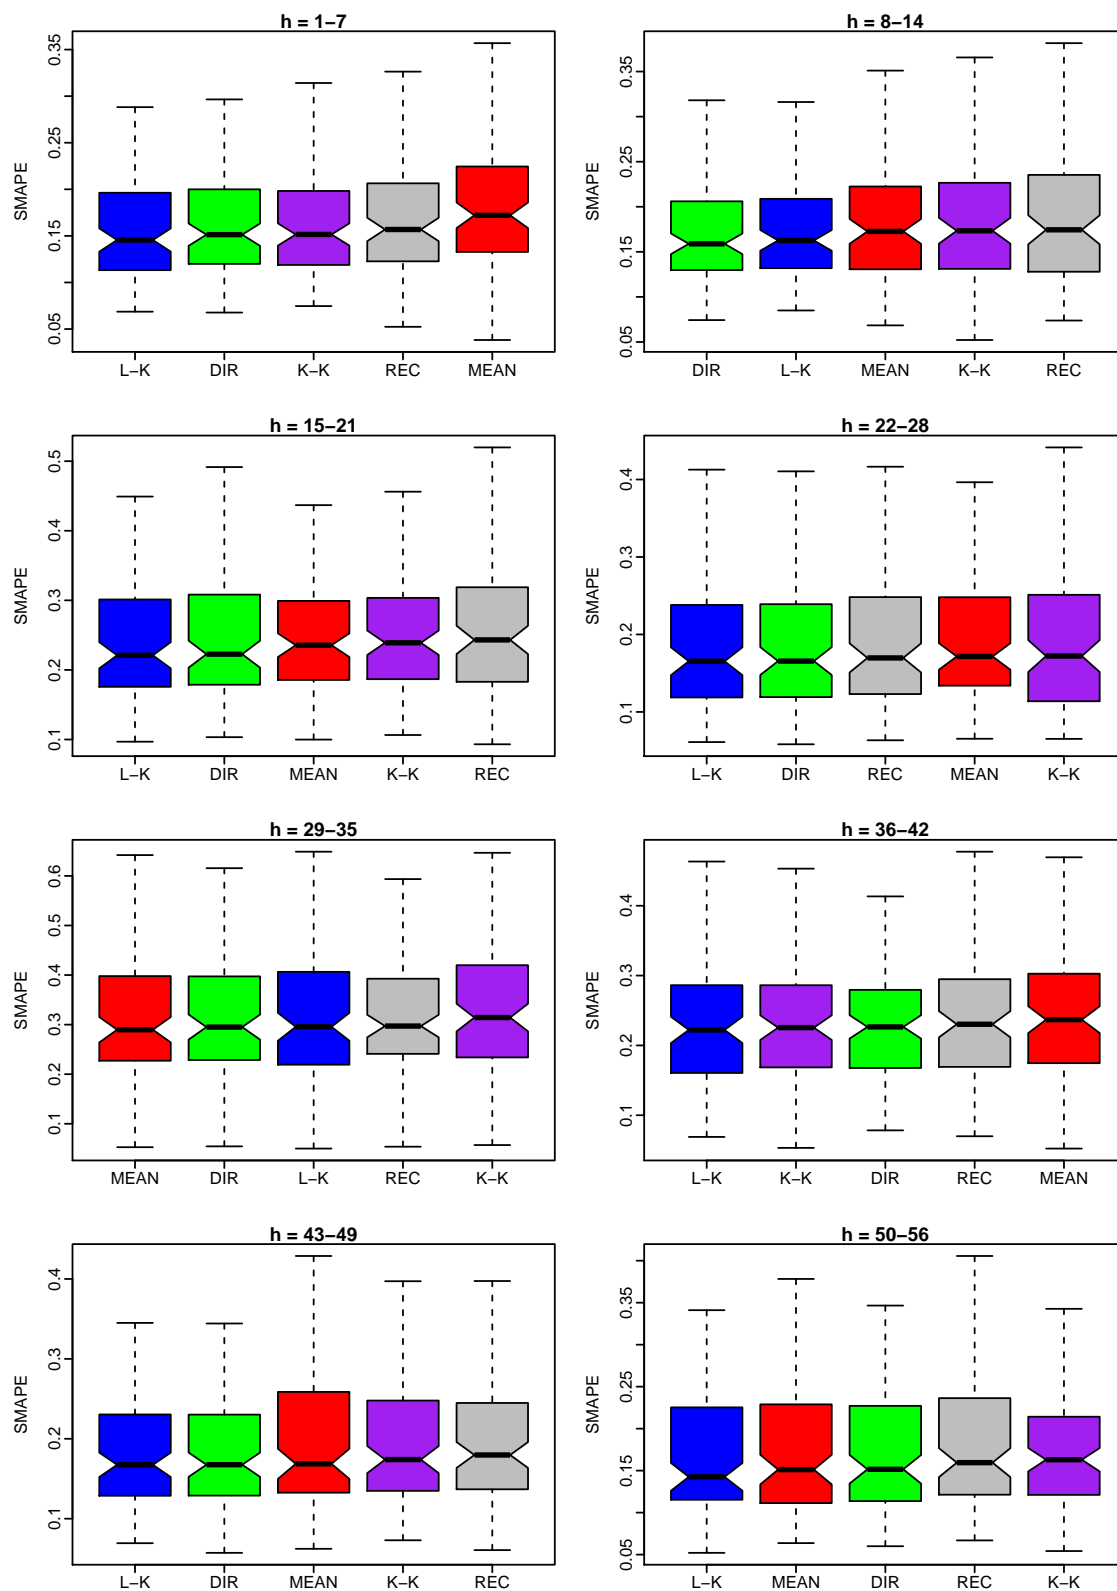 h = 1–7
SMAPE
0.05 0.15 0.25 0.35
L–K DIR K–K REC MEAN
h = 8–14
SMAPE
0.05 0.15 0.25 0.35
DIR L–K MEAN K–K REC
h = 15–21
SMAPE
0.1 0.2 0.3 0.4 0.5
L–K DIR MEAN K–K REC
h = 22–28
SMAPE
0.1 0.2 0.3 0.4
L–K DIR REC MEAN K–K
h = 29–35
SMAPE
0.1 0.2 0.3 0.4 0.5 0.6
MEAN DIR L–K REC K–K
h = 36–42
SMAPE
0.1 0.2 0.3 0.4
L–K K–K DIR REC MEAN
h = 43–49
SMAPE
0.1 0.2 0.3 0.4
L–K DIR MEAN K–K REC
h = 50–56
SMAPE
0.05 0.15 0.25 0.35
L–K MEAN DIR REC K–K